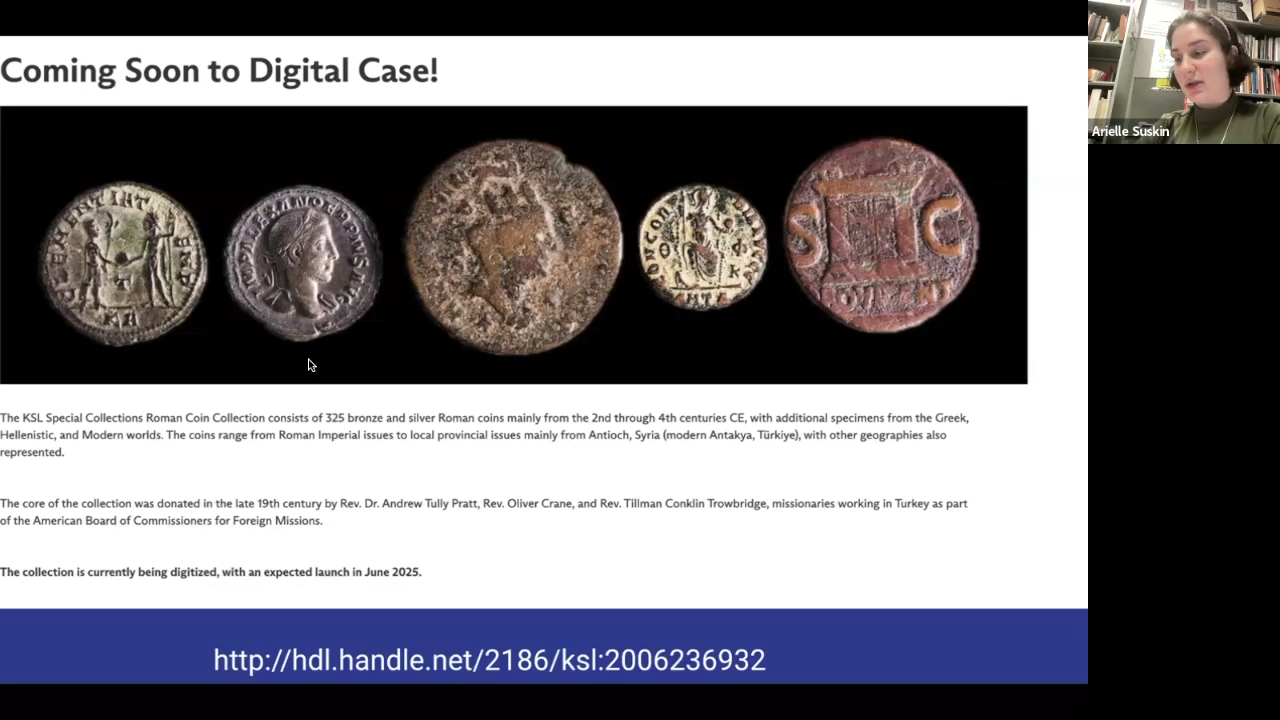 Coming Soon to Digital Case!
Arielle Suskin
IMP ALEXANDER PIVS AVG
S C
The KSL Special Collections Roman Coin Collection consists of 325 bronze and silver Roman coins mainly from the 2nd through 4th centuries CE, with additional specimens from the Greek,
Hellenistic, and Modern worlds. The coins range from Roman Imperial issues to local provincial issues mainly from Antioch, Syria (modern Antakya, Türkiye), with other geographies also
represented.
The core of the collection was donated in the late 19th century by Rev. Dr. Andrew Tully Pratt, Rev. Oliver Crane, and Rev. Tillman Conklin Trowbridge, missionaries working in Turkey as part
of the American Board of Commissioners for Foreign Missions.
The collection is currently being digitized, with an expected launch in June 2025.
http://hdl.handle.net/2186/ksl:2006236932